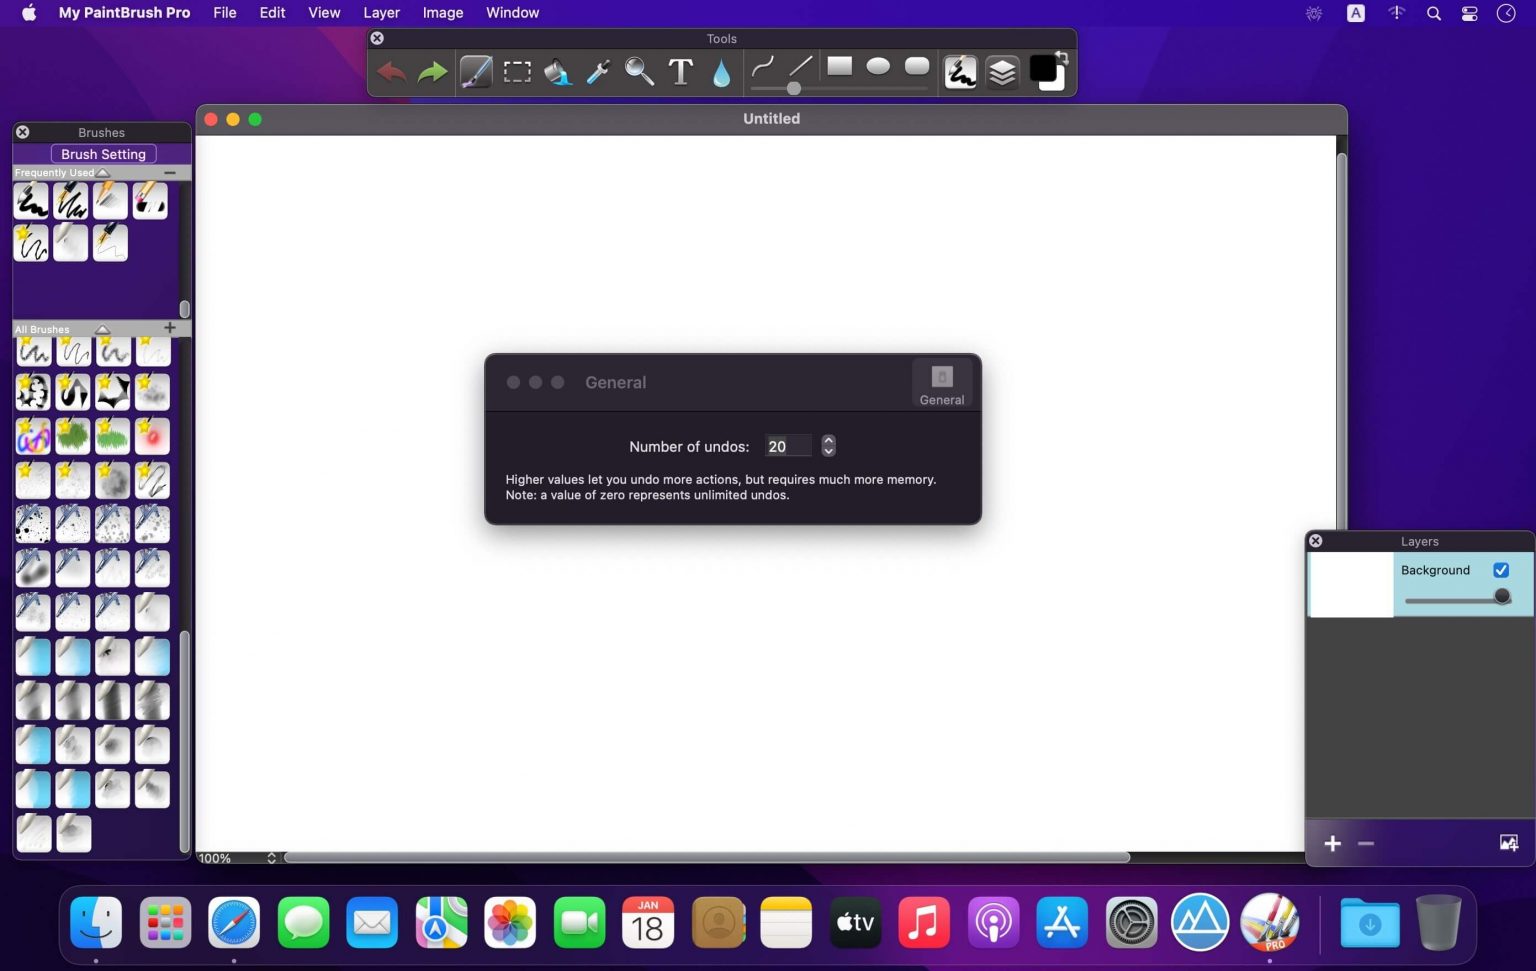 My PaintBrush Pro File Edit View Layer Image Window
A
Tools
T
Untitled
Brushes
Brush Setting
Frequently Used
All Brushes
General
General
Number of undos: 20
Higher values let you undo more actions, but requires much more memory.
Note: a value of zero represents unlimited undos.
Layers
Background
100%
JAN
18
tv
PRO